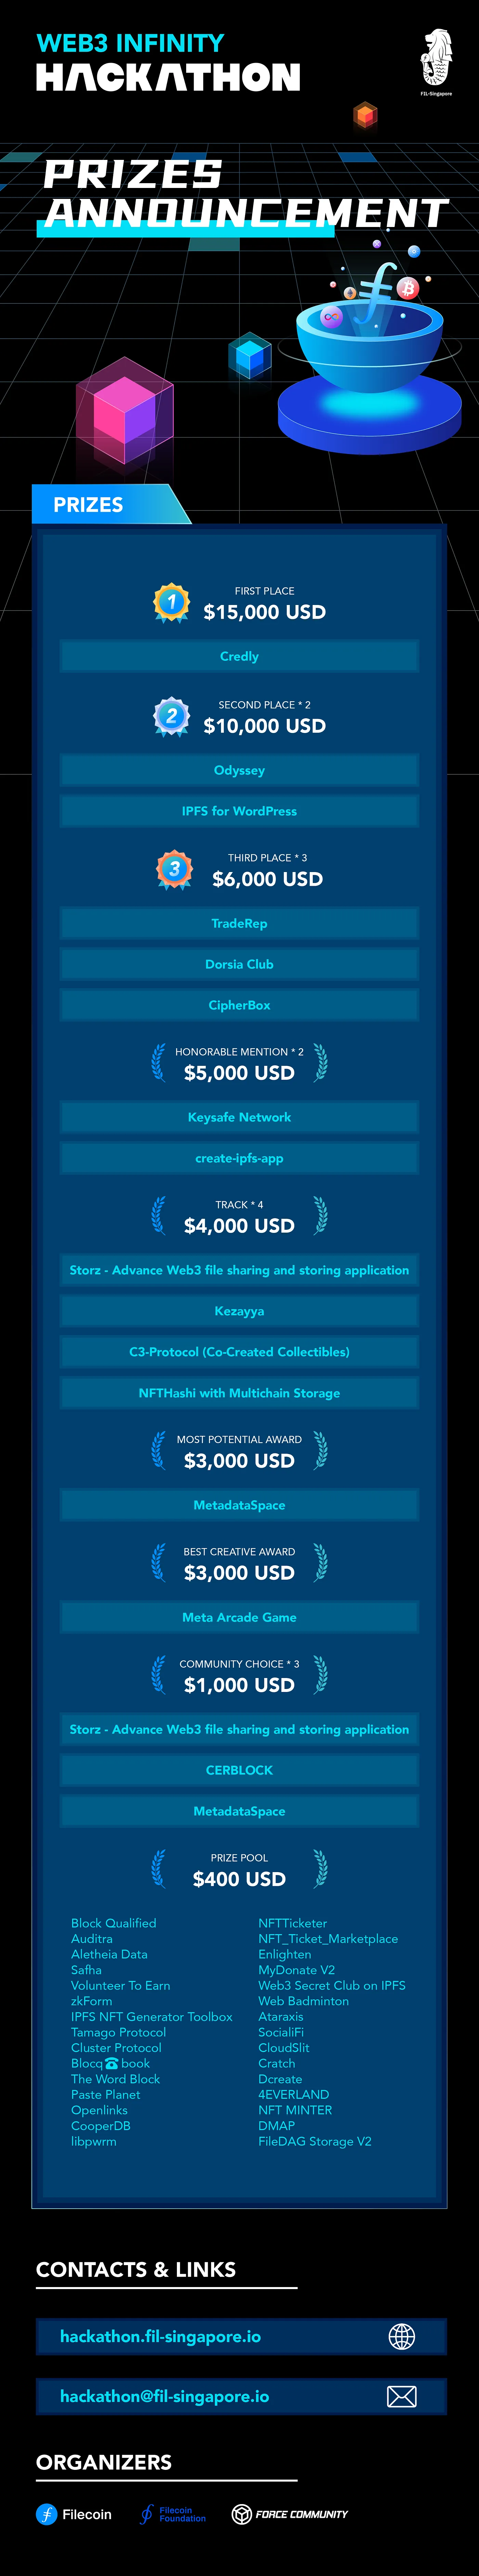 WEB3 INFINITY
HACKATHON
FIL-Singapore
PRIZES
ANNOUNCEMENT
PRIZES
1
FIRST PLACE
$15,000 USD
Credly
2
SECOND PLACE * 2
$10,000 USD
Odyssey
IPFS for WordPress
3
THIRD PLACE * 3
$6,000 USD
TradeRep
Dorsia Club
CipherBox
HONORABLE MENTION * 2
$5,000 USD
Keysafe Network
create-ipfs-app
TRACK * 4
$4,000 USD
Storz - Advance Web3 file sharing and storing application
Kezayya
C3-Protocol (Co-Created Collectibles)
NFTHashi with Multichain Storage
MOST POTENTIAL AWARD
$3,000 USD
MetadataSpace
BEST CREATIVE AWARD
$3,000 USD
Meta Arcade Game
COMMUNITY CHOICE * 3
$1,000 USD
Storz - Advance Web3 file sharing and storing application
CERBLOCK
MetadataSpace
PRIZE POOL
$400 USD
Block Qualified
Auditra
Aletheia Data
Safha
Volunteer To Earn
zkForm
IPFS NFT Generator Toolbox
Tamago Protocol
Cluster Protocol
Blocq☎book
The Word Block
Paste Planet
Openlinks
CooperDB
libpwrm
NFTTicketer
NFT_Ticket_Marketplace
Enlighten
MyDonate V2
Web3 Secret Club on IPFS
Web Badminton
Ataraxis
SocialiFi
CloudSlit
Cratch
Dcreate
4EVERLAND
NFT MINTER
DMAP
FileDAG Storage V2
CONTACTS & LINKS
hackathon.fil-singapore.io
hackathon@fil-singapore.io
ORGANIZERS
Filecoin
Filecoin
Foundation
FORCE COMMUNITY